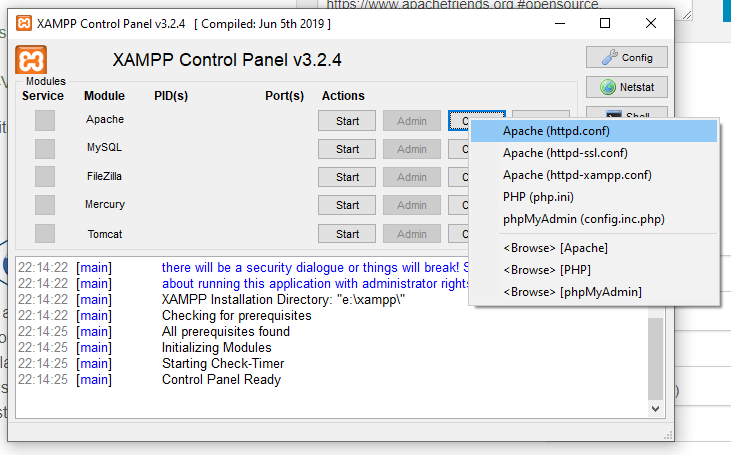 https://www.apachefriends.org #opensource
XAMPP Control Panel v3.2.4 [ Compiled: Jun 5th 2019 ]
XAMPP Control Panel v3.2.4
Config
Modules
Service Module PID(s) Port(s) Actions
Netstat
Apache Start Admin
Shell
MySQL Start Admin
FileZilla Start Admin
Mercury Start Admin
Tomcat Start Admin
Apache (httpd.conf)
Apache (httpd-ssl.conf)
Apache (httpd-xampp.conf)
PHP (php.ini)
phpMyAdmin (config.inc.php)
<Browse> [Apache]
<Browse> [PHP]
<Browse> [phpMyAdmin]
22:14:22 [main] there will be a security dialogue or things will break! S
22:14:22 [main] about running this application with administrator rights
22:14:22 [main] XAMPP Installation Directory: "e:\xampp\"
22:14:22 [main] Checking for prerequisites
22:14:25 [main] All prerequisites found
22:14:25 [main] Initializing Modules
22:14:25 [main] Starting Check-Timer
22:14:25 [main] Control Panel Ready